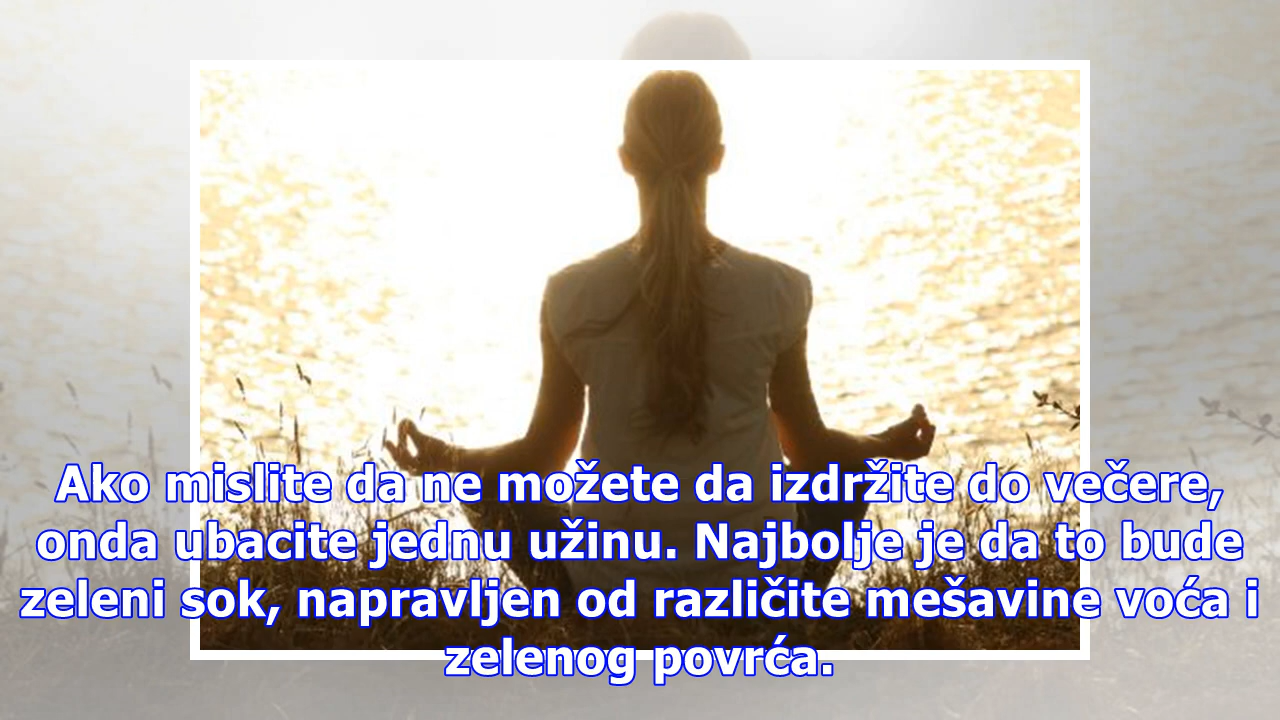 Ako mislite da ne možete da izdržite do večere,
onda ubacite jednu užinu. Najbolje je da to bude
zeleni sok, napravljen od različite mešavine voća i
zelenog povrća.